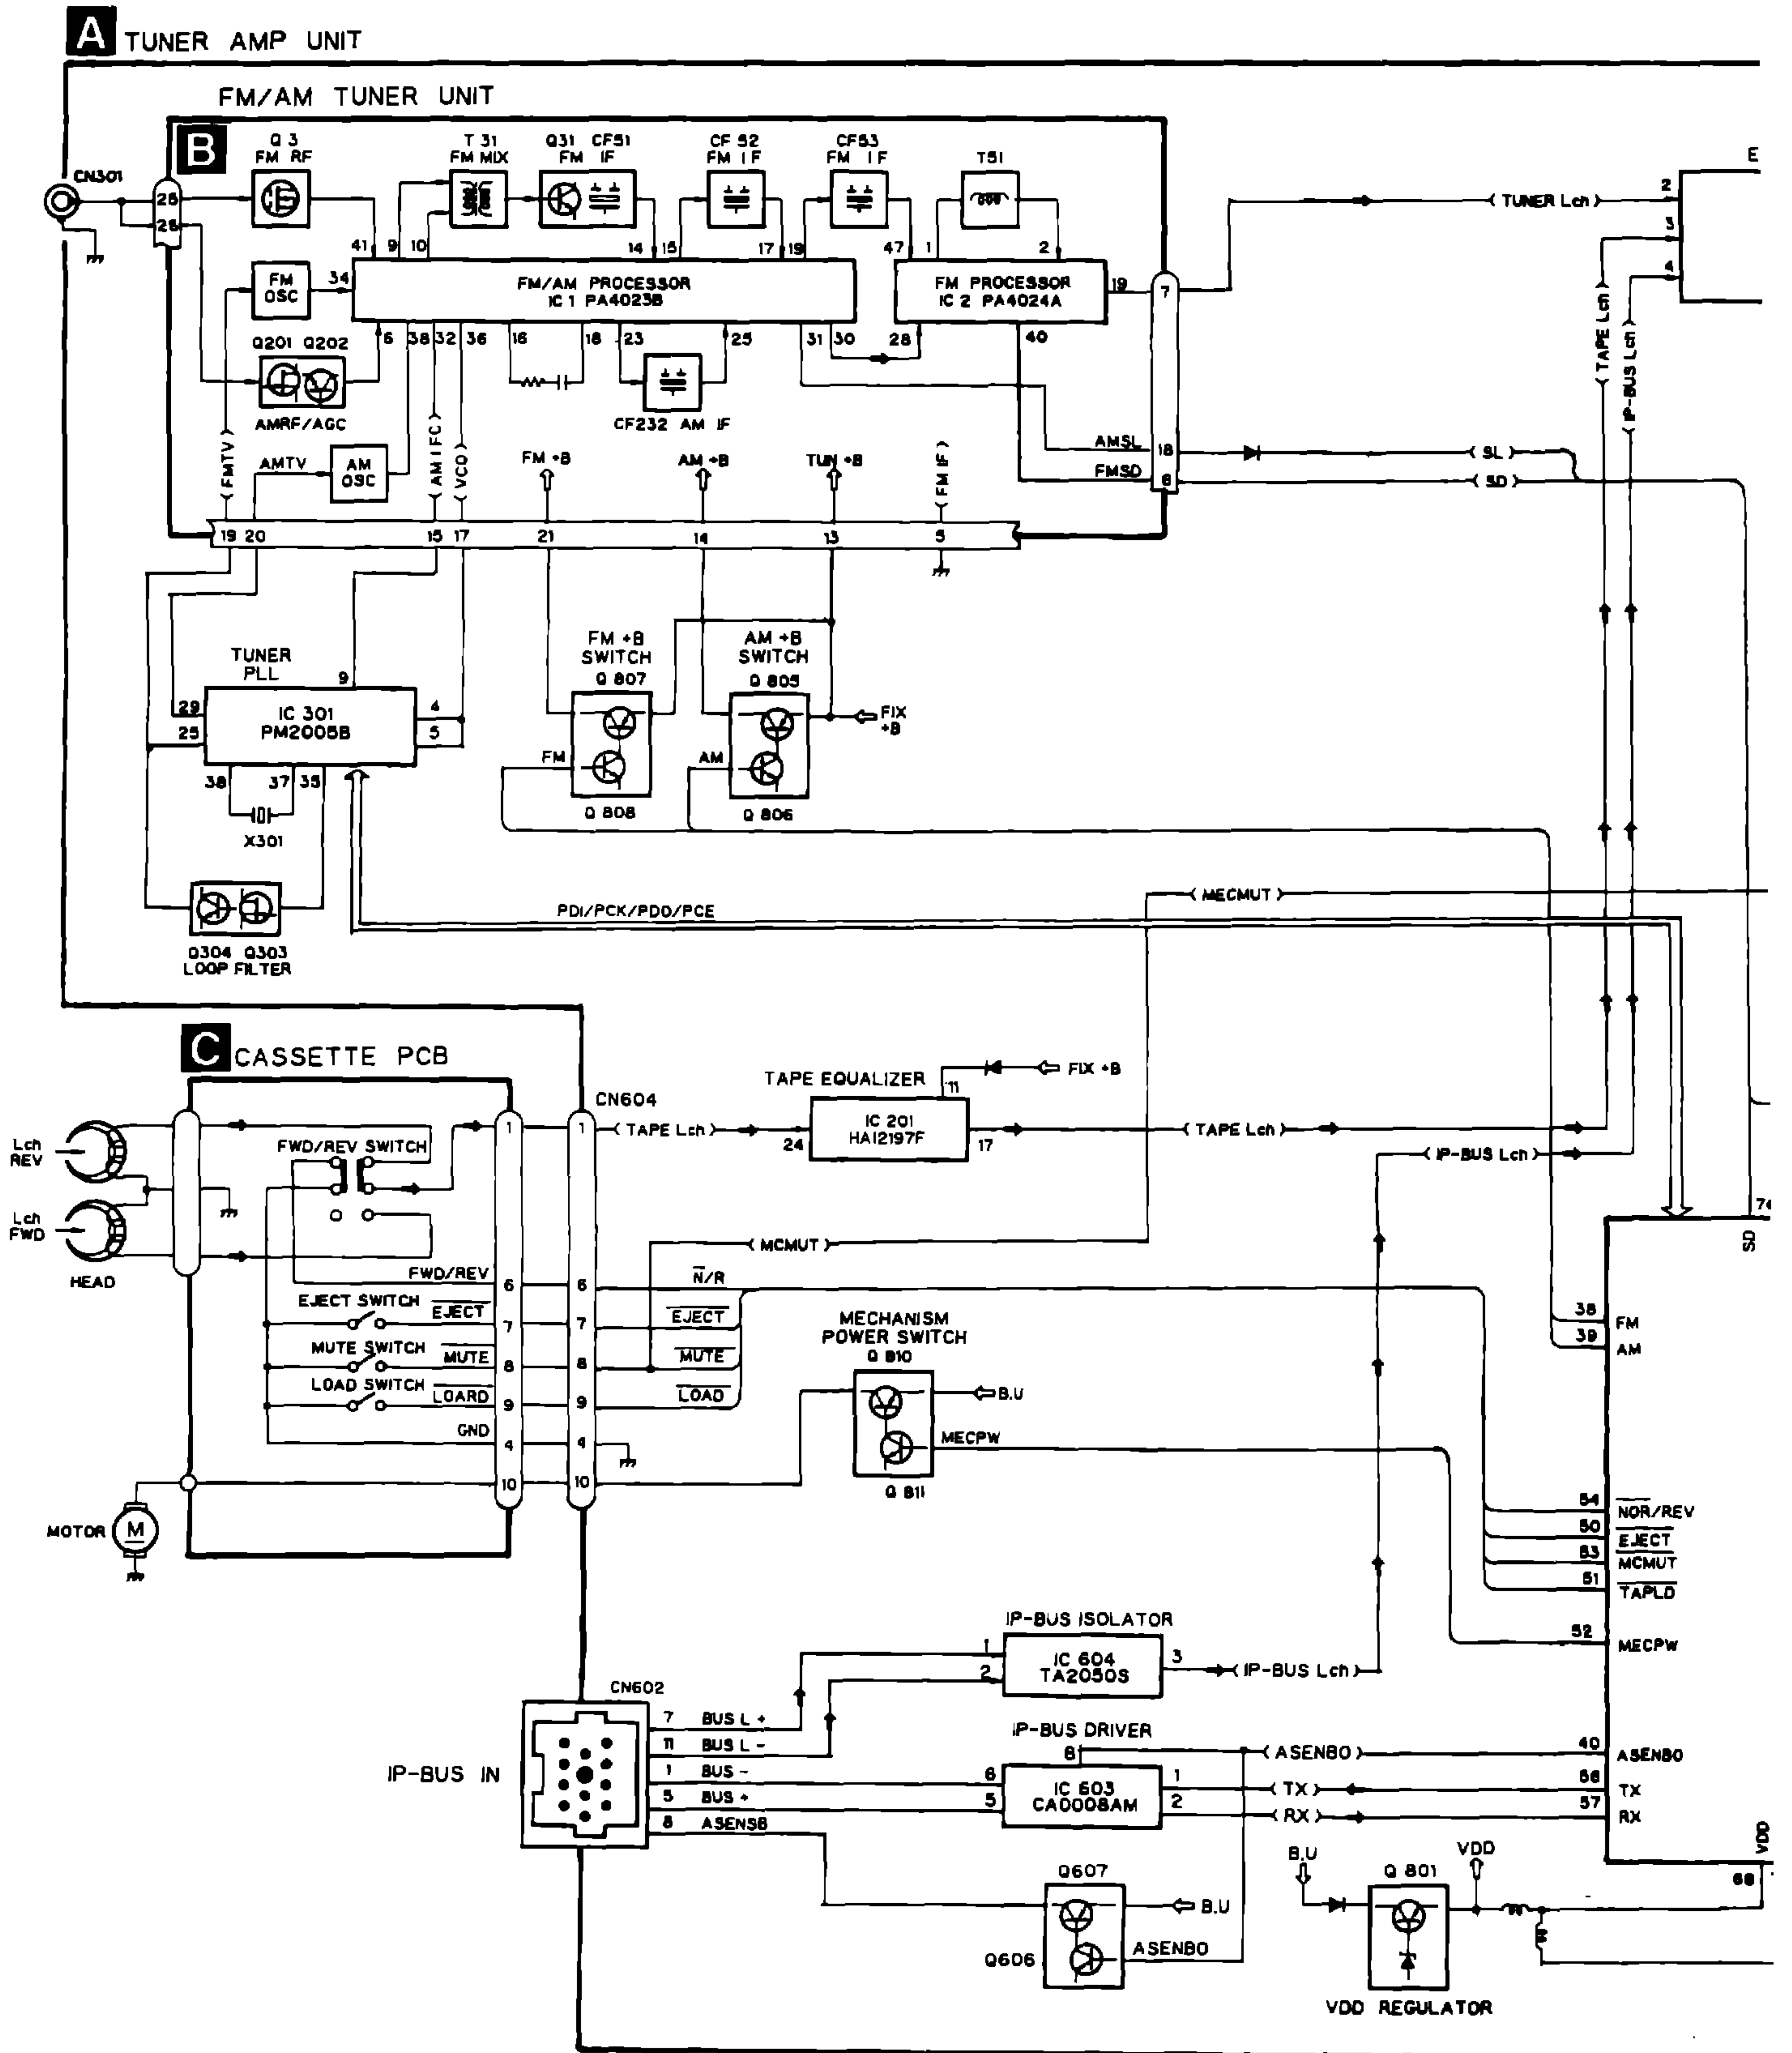 A TUNER AMP UNIT
FM/AM TUNER UNIT
B
Q 3
FM RF
T 31
FM MIX
Q31 CF51
FM IF
CF 52
FM IF
CF53
FM IF
T51
E
CN301
26
2
( TUNER Lch )
3
4
41 9 10 14 15 17 19 47 1 2
FM
OSC
34
FM/AM PROCESSOR
IC 1 PA4023B
FM PROCESSOR
IC 2 PA4024A
19
7
( TAPE Lch )
( IP-BUS Lch )
6 38 32 36 16 18 23 25 31 30 28 40
Q201 Q202
AMRF/AGC
CF232 AM IF
( FMTV )
AMTV
AM
OSC
( AM IFC )
( VCO )
FM +B
AM +B
TUN +B
( FM IF )
AMSL
18
( SL )
FMSD
6
( SD )
19 20 15 17 21 14 13 5
TUNER
PLL
9
FM +B
SWITCH
Q 807
AM +B
SWITCH
Q 805
29
25
IC 301
PM2005B
4
5
FIX
+B
FM
AM
38 37 35
Q 808
Q 806
X301
PDI/PCK/PDO/PCE
( MECMUT )
Q304 Q303
LOOP FILTER
C CASSETTE PCB
CN604
TAPE EQUALIZER
11
FIX +B
Lch
REV
FWD/REV SWITCH
1
1
( TAPE Lch )
24
IC 201
HA12197F
17
( TAPE Lch )
( IP-BUS Lch )
Lch
FWD
HEAD
( MCMUT )
SD
FWD/REV
6
6
N/R
EJECT SWITCH
EJECT
7
7
EJECT
MUTE SWITCH
MUTE
8
8
MUTE
LOAD SWITCH
LOARD
9
9
LOAD
GND
4
4
10
10
MECHANISM
POWER SWITCH
Q 810
B.U
MECPW
Q 811
38
FM
39
AM
MOTOR
M
54
NOR/REV
50
EJECT
53
MCMUT
51
TAPLD
52
MECPW
IP-BUS ISOLATOR
1
2
IC 604
TA2050S
3
( IP-BUS Lch )
CN602
IP-BUS IN
7 BUS L +
11 BUS L -
1 BUS -
5 BUS +
8 ASENSB
IP-BUS DRIVER
8
( ASENBO )
40
ASENBO
6
5
IC 603
CA0008AM
1
2
( TX )
56
TX
( RX )
57
RX
Q607
B.U
Q606
ASENBO
B.U
Q 801
VDD
VDD
68
VDD REGULATOR